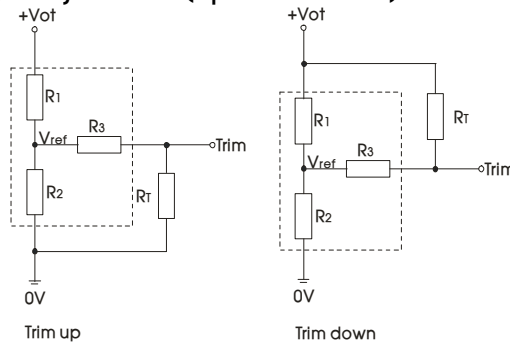 +Vot
R1
Vref
R3
Trim
R2
RT
0V
Trim up
+Vot
R1
RT
Vref
R3
Trim
R2
0V
Trim down